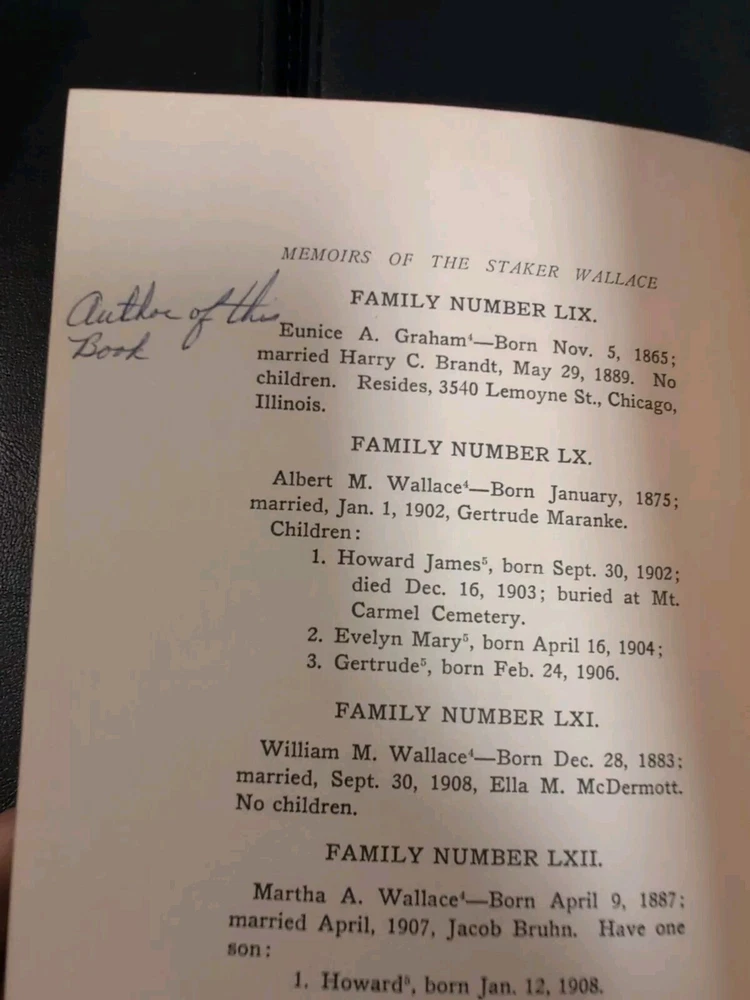 MEMOIRS OF THE STAKER WALLACE
Author of this
Book
FAMILY NUMBER LIX.
Eunice A. Graham⁴—Born Nov. 5, 1865;
married Harry C. Brandt, May 29, 1889. No
children. Resides, 3540 Lemoyne St., Chicago,
Illinois.
FAMILY NUMBER LX.
Albert M. Wallace⁴—Born January, 1875;
married, Jan. 1, 1902, Gertrude Maranke.
Children:
1. Howard James⁵, born Sept. 30, 1902;
died Dec. 16, 1903; buried at Mt.
Carmel Cemetery.
2. Evelyn Mary⁵, born April 16, 1904;
3. Gertrude⁵, born Feb. 24, 1906.
FAMILY NUMBER LXI.
William M. Wallace⁴—Born Dec. 28, 1883;
married, Sept. 30, 1908, Ella M. McDermott.
No children.
FAMILY NUMBER LXII.
Martha A. Wallace⁴—Born April 9, 1887;
married April, 1907, Jacob Bruhn. Have one
son:
1. Howard⁵, born Jan. 12, 1908.